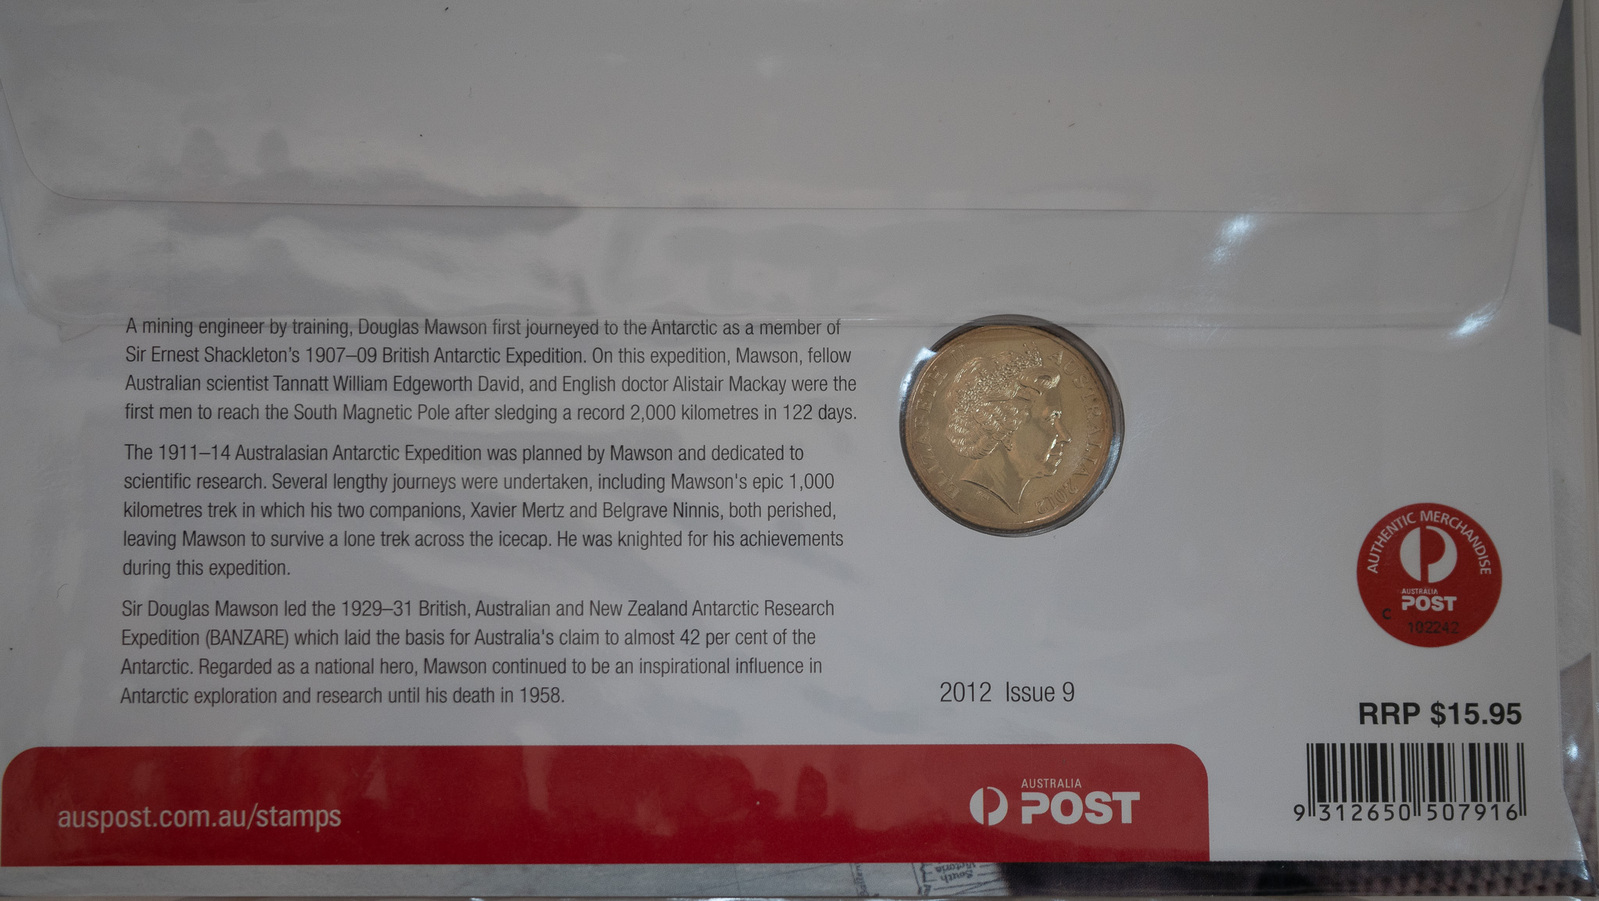 A mining engineer by training, Douglas Mawson first journeyed to the Antarctic as a member of
Sir Ernest Shackleton's 1907–09 British Antarctic Expedition. On this expedition, Mawson, fellow
Australian scientist Tannatt William Edgeworth David, and English doctor Alistair Mackay were the
first men to reach the South Magnetic Pole after sledging a record 2,000 kilometres in 122 days.
The 1911–14 Australasian Antarctic Expedition was planned by Mawson and dedicated to
scientific research. Several lengthy journeys were undertaken, including Mawson's epic 1,000
kilometres trek in which his two companions, Xavier Mertz and Belgrave Ninnis, both perished,
leaving Mawson to survive a lone trek across the icecap. He was knighted for his achievements
during this expedition.
Sir Douglas Mawson led the 1929–31 British, Australian and New Zealand Antarctic Research
Expedition (BANZARE) which laid the basis for Australia's claim to almost 42 per cent of the
Antarctic. Regarded as a national hero, Mawson continued to be an inspirational influence in
Antarctic exploration and research until his death in 1958.
AUSTRALIA 2012
2012 Issue 9
AUTHENTIC MERCHANDISE
AUSTRALIA
POST
C
102242
RRP $15.95
9 312650 507916
auspost.com.au/stamps
AUSTRALIA
POST
South
Victoria